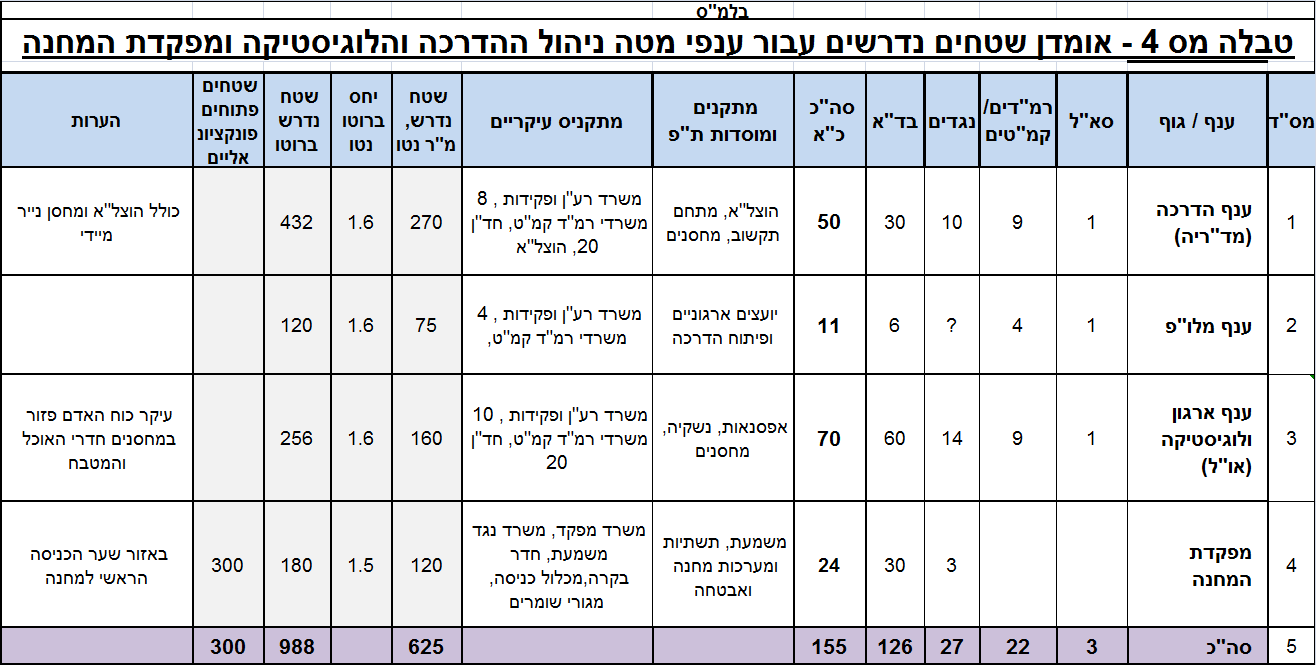 בלמ"ס
טבלה מס 4 - אומדן שטחים נדרשים עבור ענפי מטה ניהול ההדרכה והלוגיסטיקה ומפקדת המחנה
מס"ד | ענף / גוף | סא"ל | רמ"דים/ קמ"טים | נגדים | בד"א | סה"כ כ"א | מתקנים ומוסדות ת"פ | מתקניס עיקריים | שטח נדרש, מ"ר נטו | יחס ברוטו נטו | שטח נדרש ברוטו | שטחים פתוחים פונקציונ אליים | הערות
1 | ענף הדרכה (מד"ריה) | 1 | 9 | 10 | 30 | 50 | הוצל"א, מתחם תקשוב, מחסנים | משרד רע"ן ופקידות , 8 משרדי רמ"ד קמ"ט, חד"ן 20, הוצל"א | 270 | 1.6 | 432 | כולל הוצל"א ומחסן נייר מיידי
2 | ענף מלו"פ | 1 | 4 | ? | 6 | 11 | יועצים ארגוניים ופיתוח הדרכה | משרד רע"ן ופקידות , 4 משרדי רמ"ד קמ"ט, | 75 | 1.6 | 120
3 | ענף ארגון ולוגיסטיקה (או"ל) | 1 | 9 | 14 | 60 | 70 | אפסנאות, נשקיה, מחסנים | משרד רע"ן ופקידות , 10 משרדי רמ"ד קמ"ט, חד"ן 20 | 160 | 1.6 | 256 | עיקר כוח האדם פזור במחסנים חדרי האוכל והמטבח
4 | מפקדת המחנה | 3 | 30 | 24 | משמעת, תשתיות ומערכות מחנה ואבטחה | משרד מפקד, משרד נגד משמעת, חדר בקרה,מכלול כניסה, מגורי שומרים | 120 | 1.5 | 180 | 300 | באזור שער הכניסה הראשי למחנה
5 | סה"כ | 3 | 22 | 27 | 126 | 155 | 625 | 988 | 300